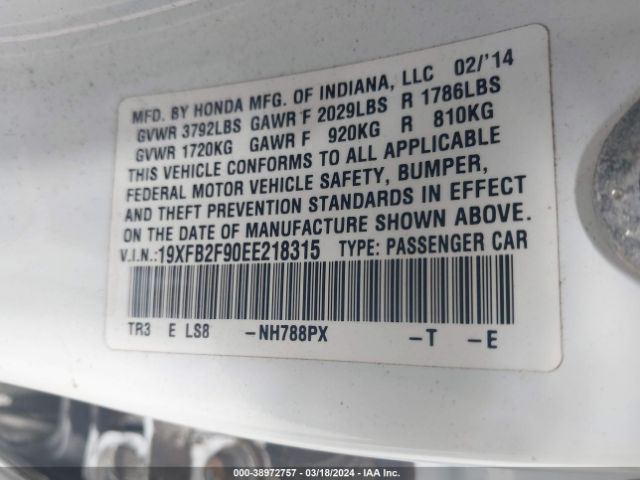 MFD. BY HONDA MFG. OF INDIANA, LLC 02/'14
GVWR 3792LBS GAWR F 2029LBS R 1786LBS
GVWR 1720KG GAWR F 920KG R 810KG
THIS VEHICLE CONFORMS TO ALL APPLICABLE
FEDERAL MOTOR VEHICLE SAFETY, BUMPER,
AND THEFT PREVENTION STANDARDS IN EFFECT
ON THE DATE OF MANUFACTURE SHOWN ABOVE.
V.I.N.:19XFB2F90EE218315 TYPE: PASSENGER CAR
TR3 E LS8 -NH788PX -T -E
000-38972757 - 03/18/2024 - IAA Inc.